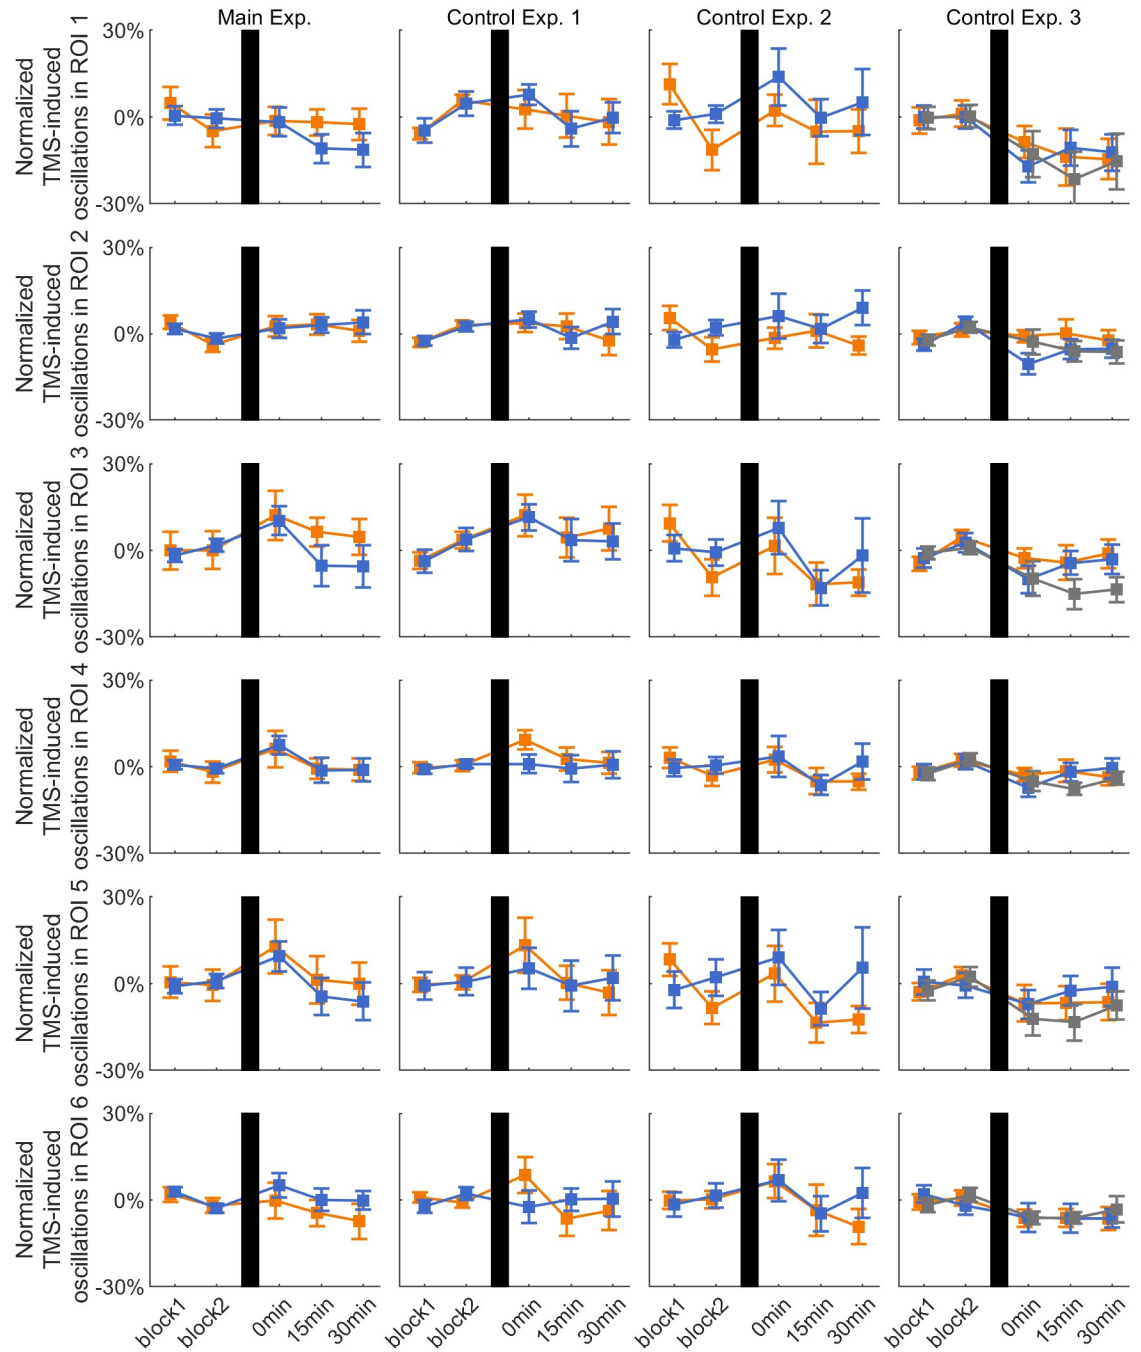 Main Exp.
Control Exp. 1
Control Exp. 2
Control Exp. 3
Normalized
TMS-induced
oscillations in ROI 1
30%
0%
-30%
Normalized
TMS-induced
oscillations in ROI 2
30%
0%
-30%
Normalized
TMS-induced
oscillations in ROI 3
30%
0%
-30%
Normalized
TMS-induced
oscillations in ROI 4
30%
0%
-30%
Normalized
TMS-induced
oscillations in ROI 5
30%
0%
-30%
Normalized
TMS-induced
oscillations in ROI 6
30%
0%
-30%
block1
block2
0min
15min
30min
block1
block2
0min
15min
30min
block1
block2
0min
15min
30min
block1
block2
0min
15min
30min